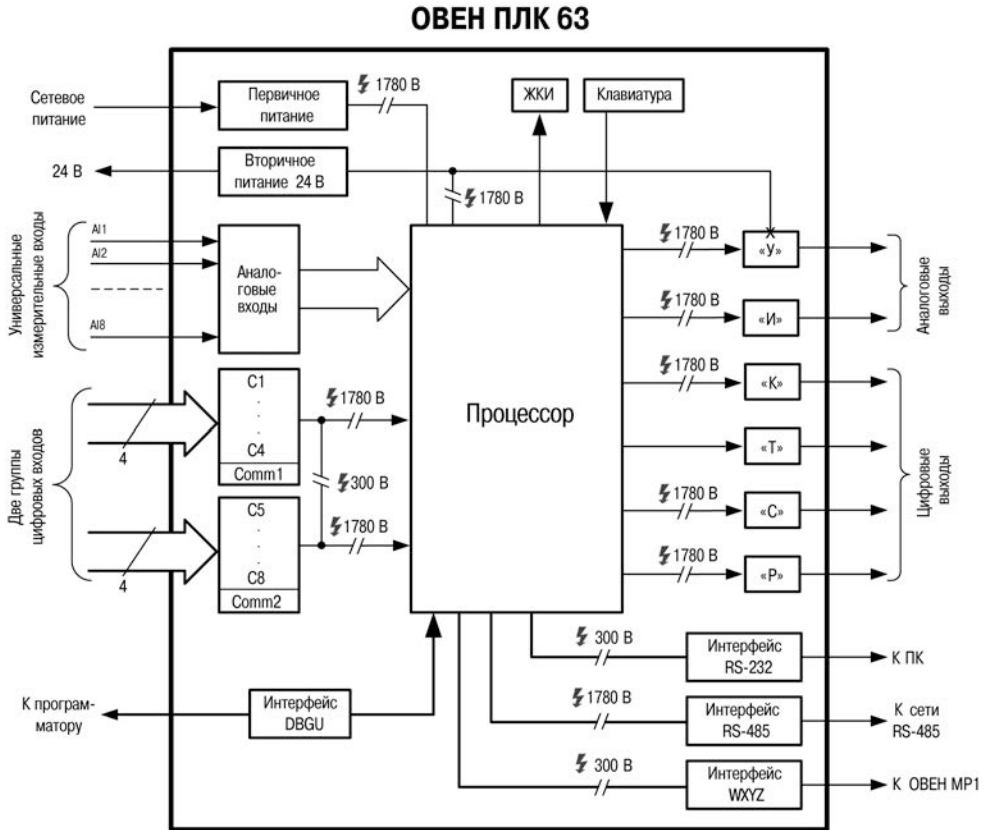 ОВЕН ПЛК 63
Сетевое
питание
Первичное
питание
1780 В
ЖКИ
Клавиатура
24 В
Вторичное
питание 24 В
1780 В
Универсальные
измерительные входы
AI1
AI2
AI8
Анало-
говые
входы
Процессор
1780 В
«У»
1780 В
«И»
Аналоговые
выходы
Две группы
цифровых входов
4
C1
C4
Comm1
1780 В
300 В
4
C5
C8
Comm2
1780 В
1780 В
«К»
«Т»
1780 В
«С»
1780 В
«Р»
Цифровые
выходы
К програм-
матору
Интерфейс
DBGU
300 В
Интерфейс
RS-232
К ПК
1780 В
Интерфейс
RS-485
К сети
RS-485
300 В
Интерфейс
WXYZ
К ОВЕН МР1